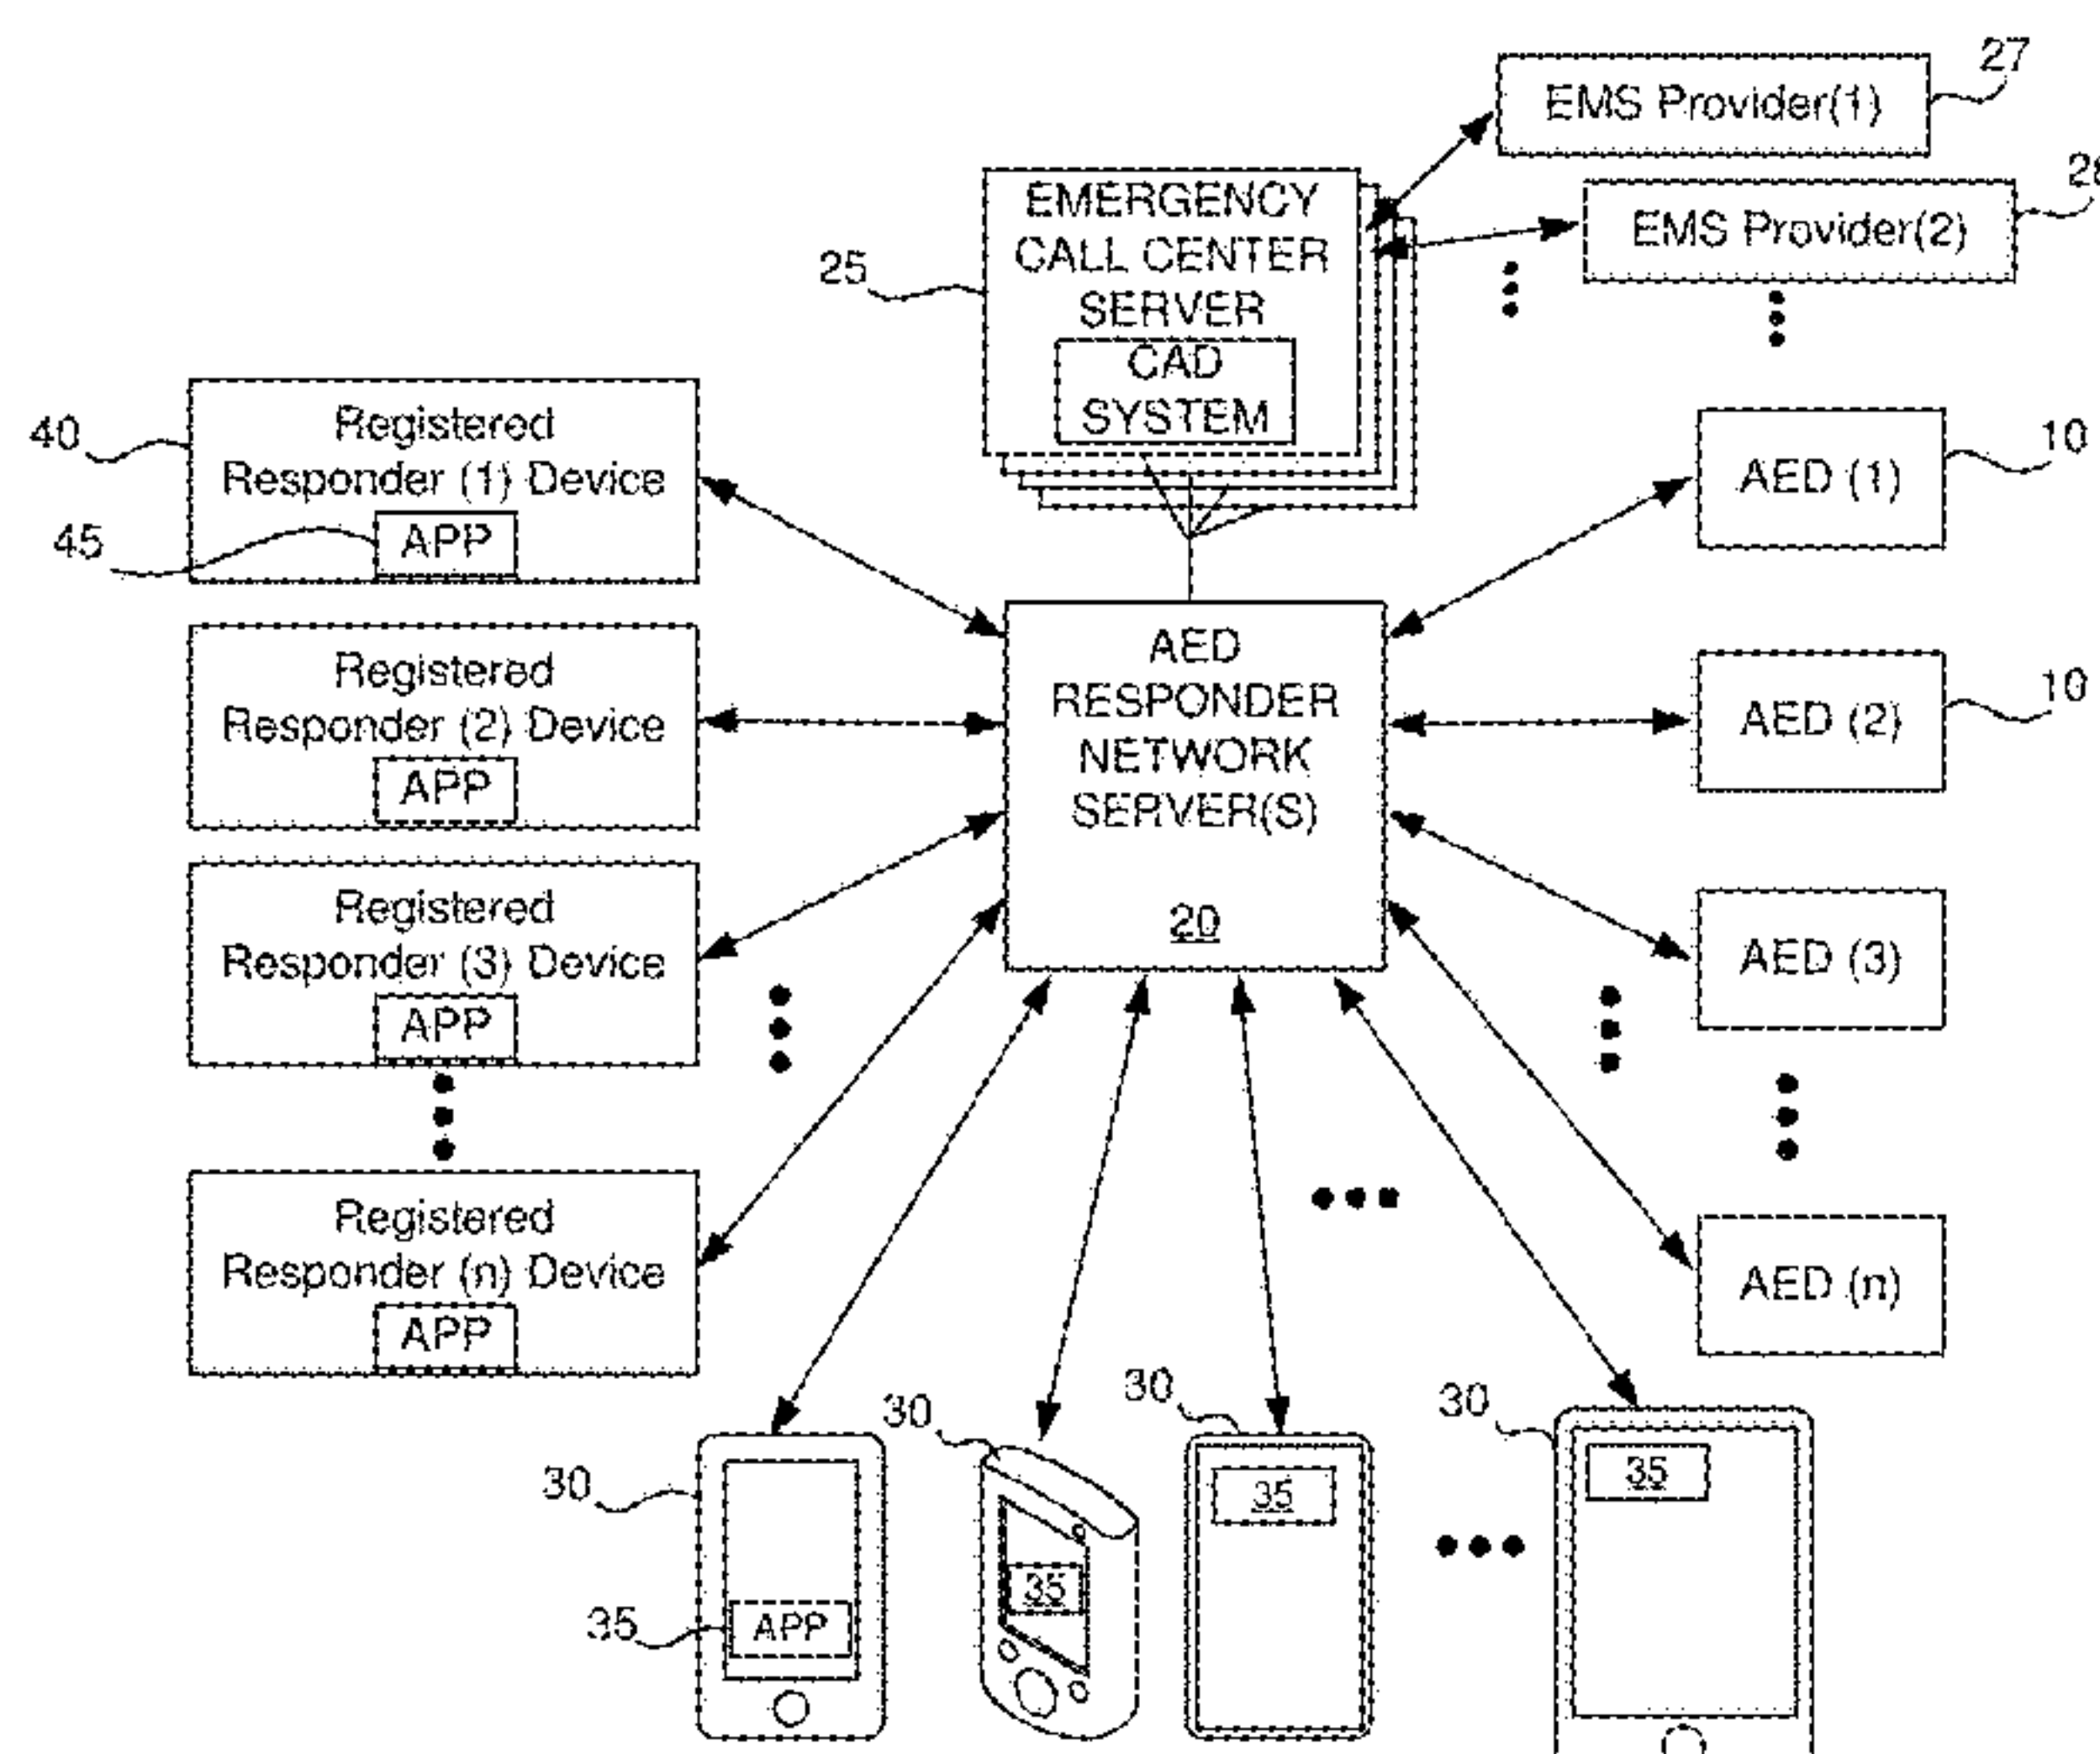 27
EMS Provider(1)
EMS Provider(2)
EMERGENCY
CALL CENTER
SERVER
CAD
SYSTEM
25
40
Registered
Responder (1) Device
APP
45
Registered
Responder (2) Device
APP
Registered
Responder (3) Device
APP
Registered
Responder (n) Device
APP
AED
RESPONDER
NETWORK
SERVER(S)
20
AED (1)
10
AED (2)
10
AED (3)
AED (n)
30
35
APP
30
35
30
35
30
35